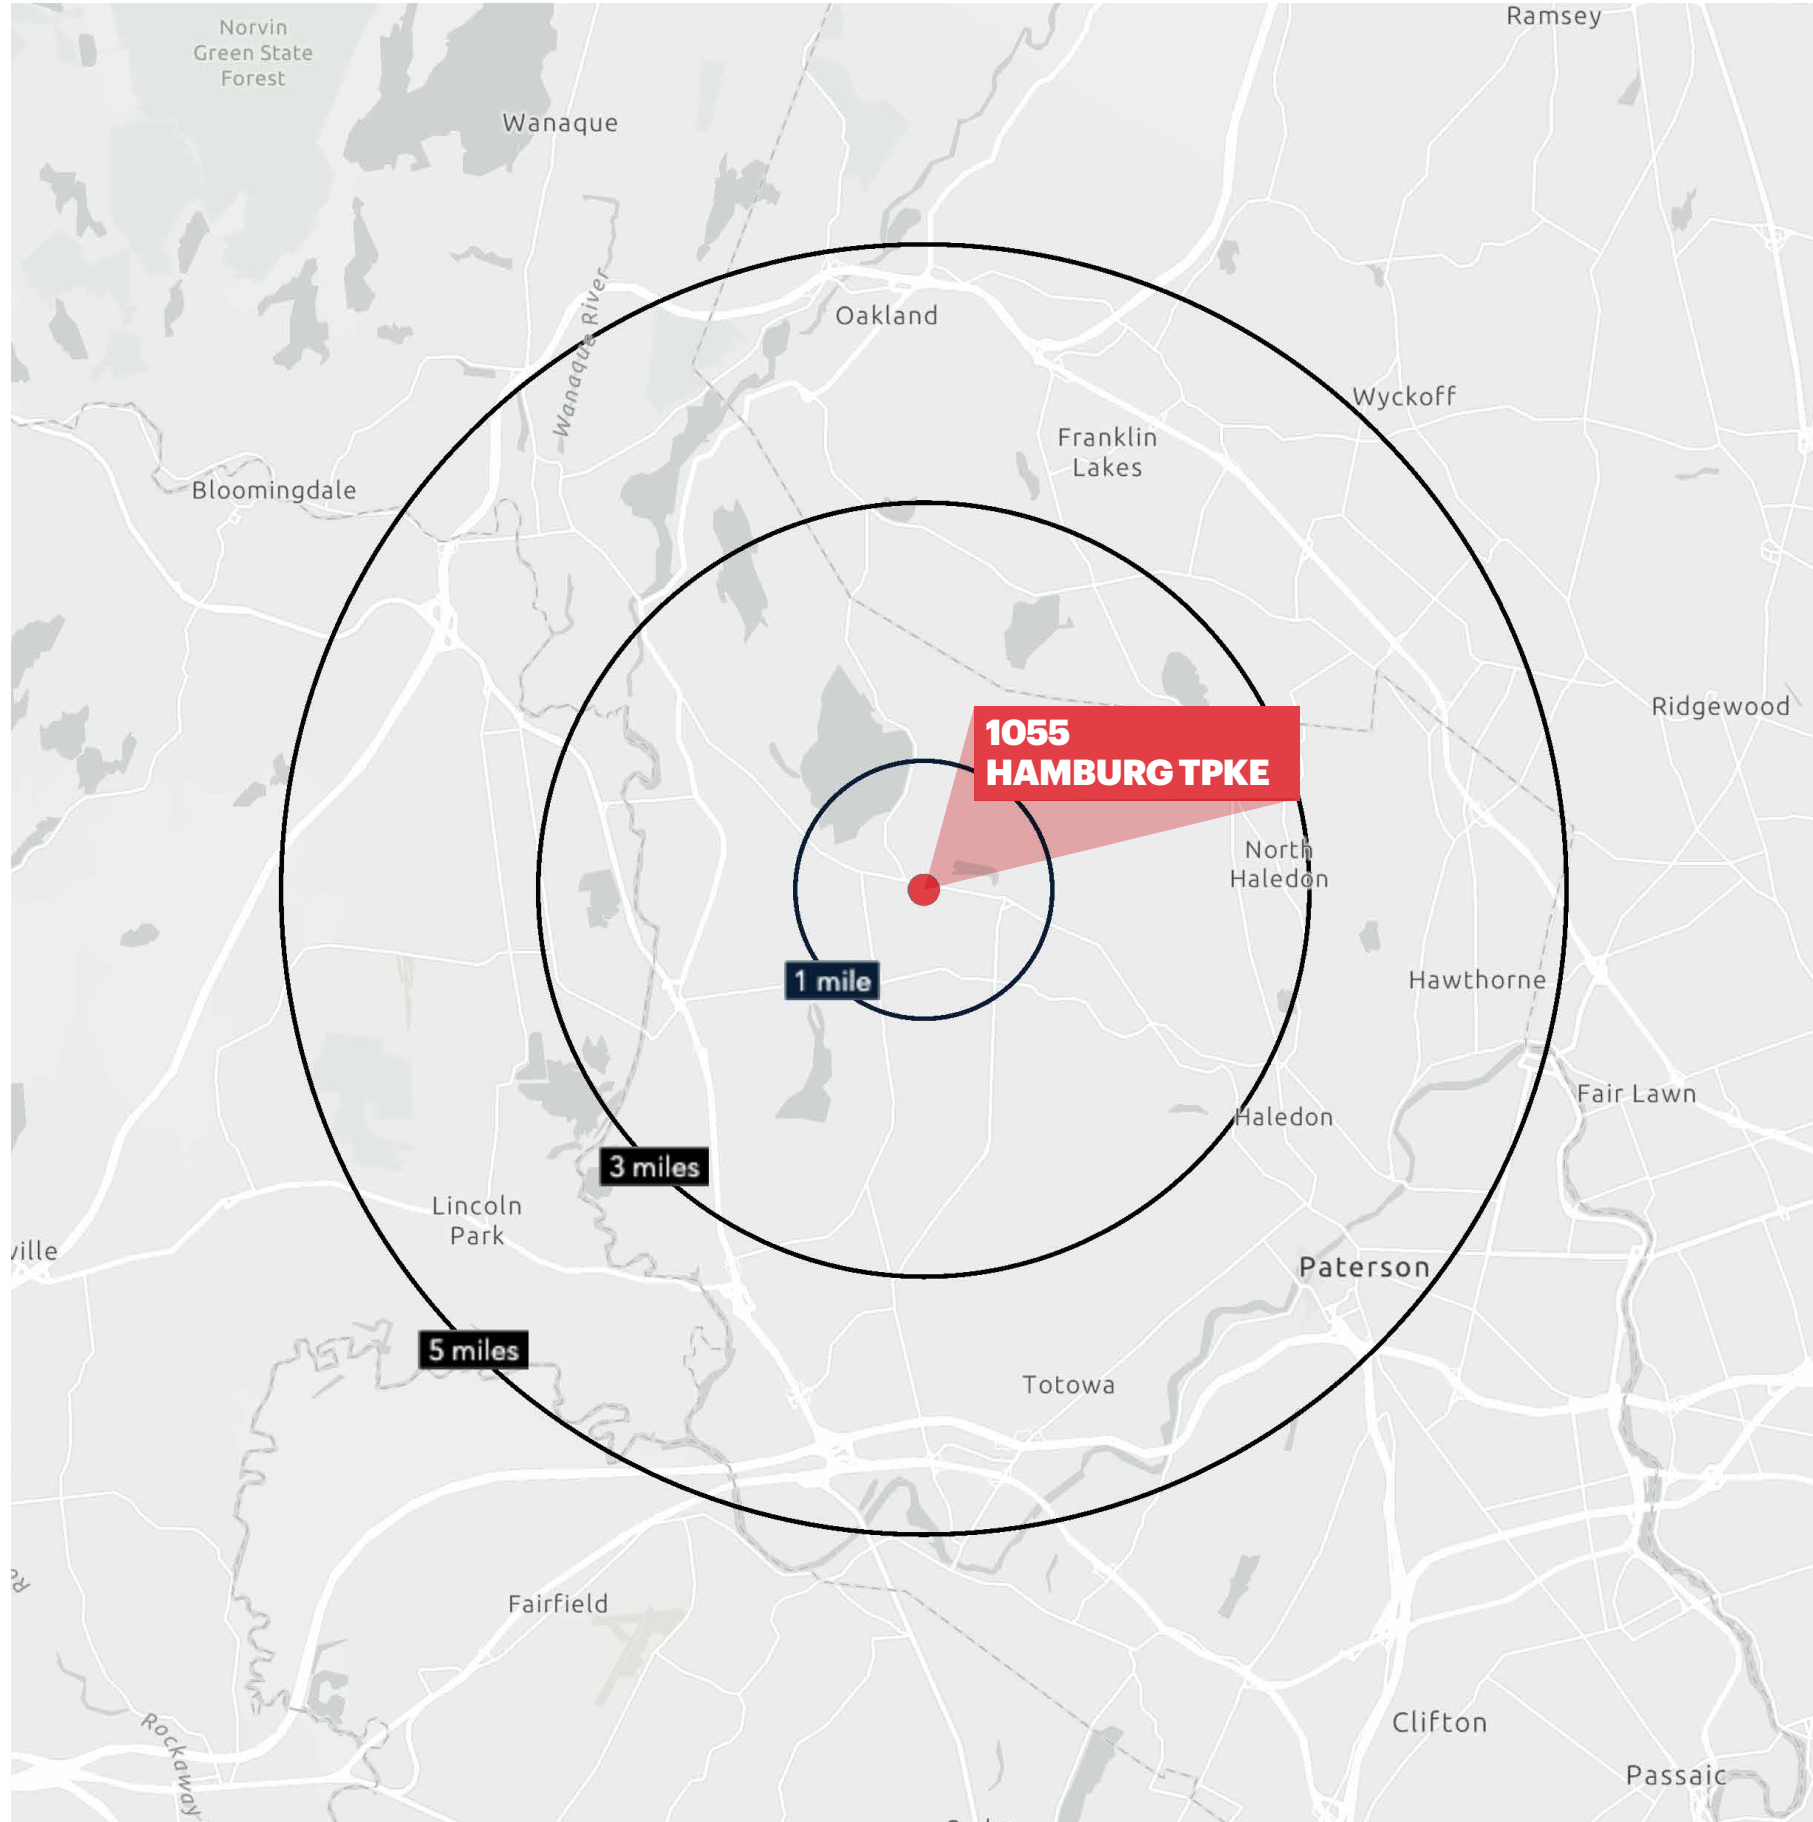 Norvin
Green State
Forest
Ramsey
Wanaque
Wanaque River
Oakland
Wyckoff
Franklin
Lakes
Bloomingdale
Ridgewood
1055
HAMBURG TPKE
North
Haledon
1 mile
Hawthorne
Fair Lawn
Haledon
3 miles
Lincoln
Park
ville
Paterson
5 miles
Totowa
Fairfield
Rockaway
Clifton
Passaic